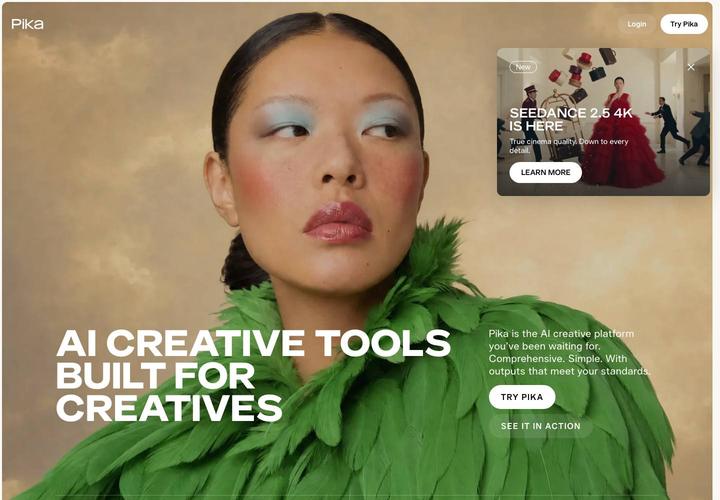 Pika
Login
Try Pika
New
SEEDANCE 2.5 4K
IS HERE
True cinema quality. Down to every
detail.
LEARN MORE
AI CREATIVE TOOLS
BUILT FOR
CREATIVES
Pika is the AI creative platform
you've been waiting for.
Comprehensive. Simple. With
outputs that meet your standards.
TRY PIKA
SEE IT IN ACTION